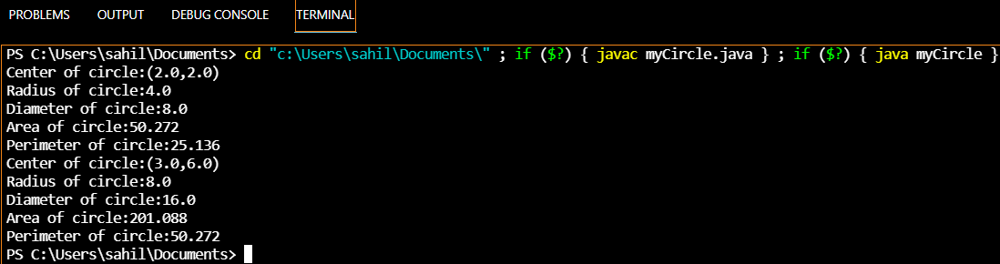 PROBLEMS OUTPUT DEBUG CONSOLE TERMINAL
PS C:\Users\sahil\Documents> cd "c:\Users\sahil\Documents\" ; if ($?) { javac myCircle.java } ; if ($?) { java myCircle }
Center of circle:(2.0,2.0)
Radius of circle:4.0
Diameter of circle:8.0
Area of circle:50.272
Perimeter of circle:25.136
Center of circle:(3.0,6.0)
Radius of circle:8.0
Diameter of circle:16.0
Area of circle:201.088
Perimeter of circle:50.272
PS C:\Users\sahil\Documents>